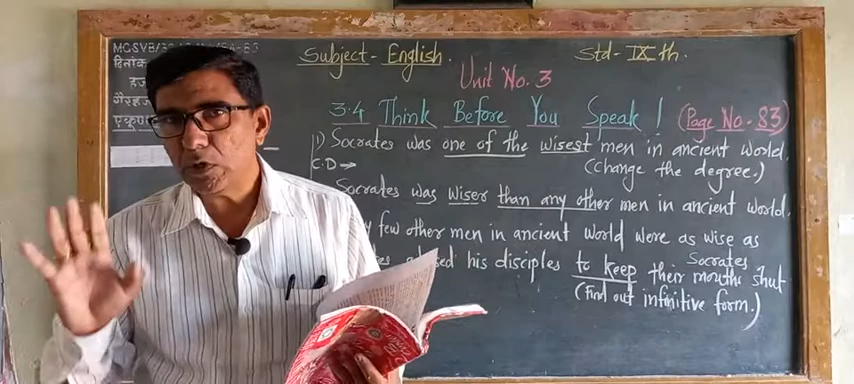 MGSVB
Subject - English.
Std - IX th.
दिनांक
Unit No. 3
3.4 Think Before You Speak! (Page No. 83)
1) Socrates was one of the wisest men in ancient world.
C.D → (Change the degree.)
Socrates was wiser than any other men in ancient world.
few other men in ancient world were as wise as
Socrates
his disciples to keep their mouths shut
(Find out infinitive form.)